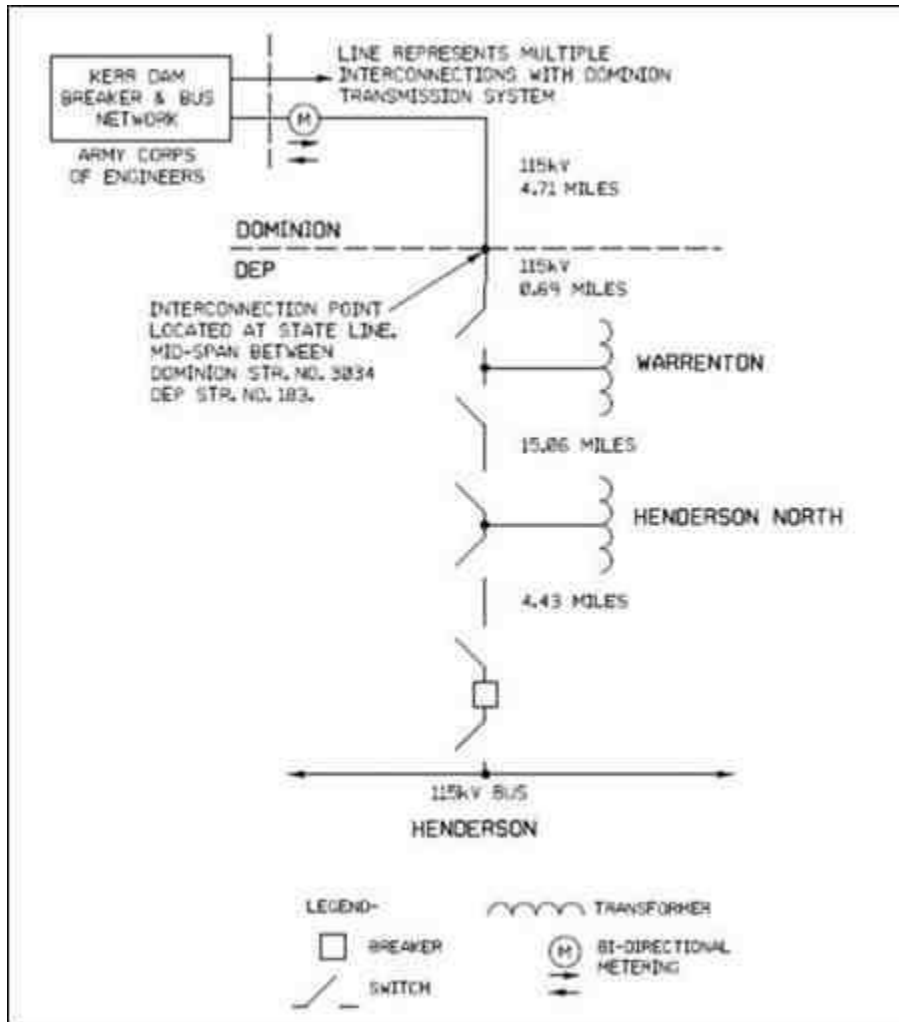 KERR DAM
BREAKER & BUS
NETWORK
ARMY CORPS
OF ENGINEERS
LINE REPRESENTS MULTIPLE
INTERCONNECTIONS WITH DOMINION
TRANSMISSION SYSTEM
M
115kV
4.71 MILES
DOMINION
DEP
115kV
0.69 MILES
INTERCONNECTION POINT
LOCATED AT STATE LINE.
MID-SPAN BETWEEN
DOMINION STR. NO. 3034
DEP STR. NO. 183.
WARRENTON
15.06 MILES
HENDERSON NORTH
4.43 MILES
115kV BUS
HENDERSON
LEGEND-
BREAKER
SWITCH
TRANSFORMER
M
BI-DIRECTIONAL
METERING